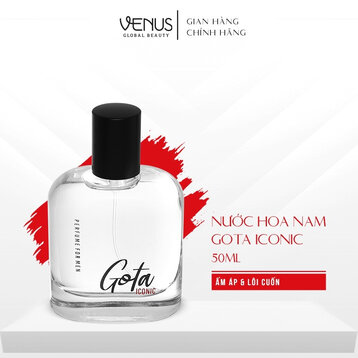 VENUS
GLOBAL BEAUTY
GIAN HÀNG
CHÍNH HÃNG
PERFUME FOR MEN
Gota
ICONIC
NƯỚC HOA NAM
GOTA ICONIC
50ML
ẤM ÁP & LÔI CUỐN